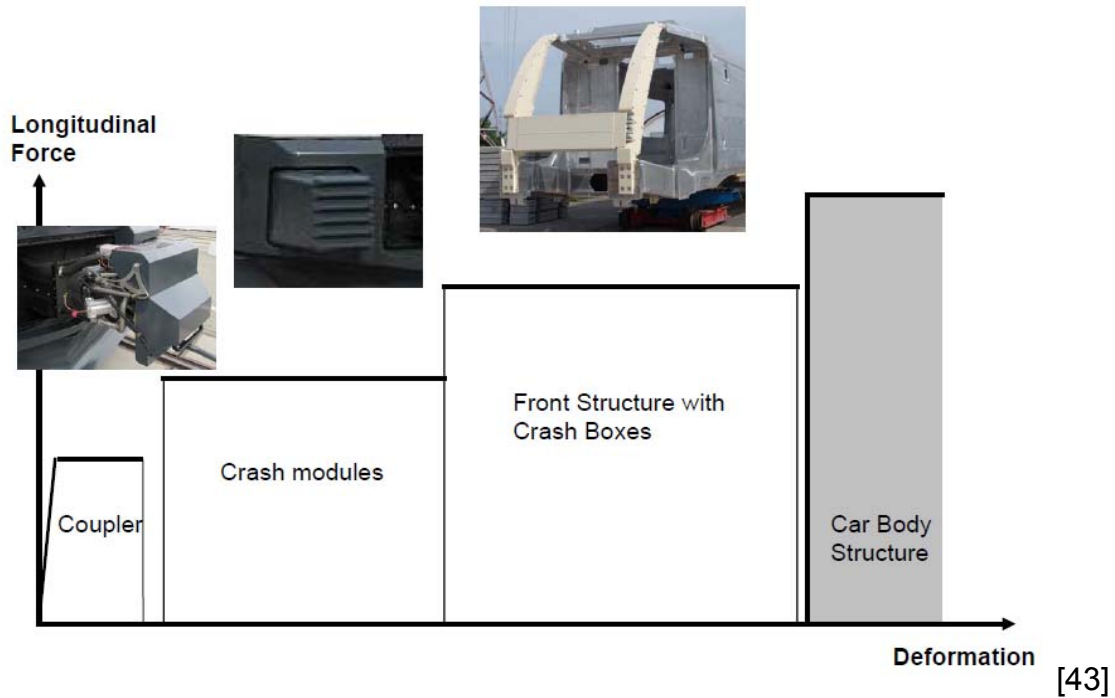 Longitudinal
Force
Front Structure with
Crash Boxes
Crash modules
Coupler
Car Body
Structure
Deformation
[43]